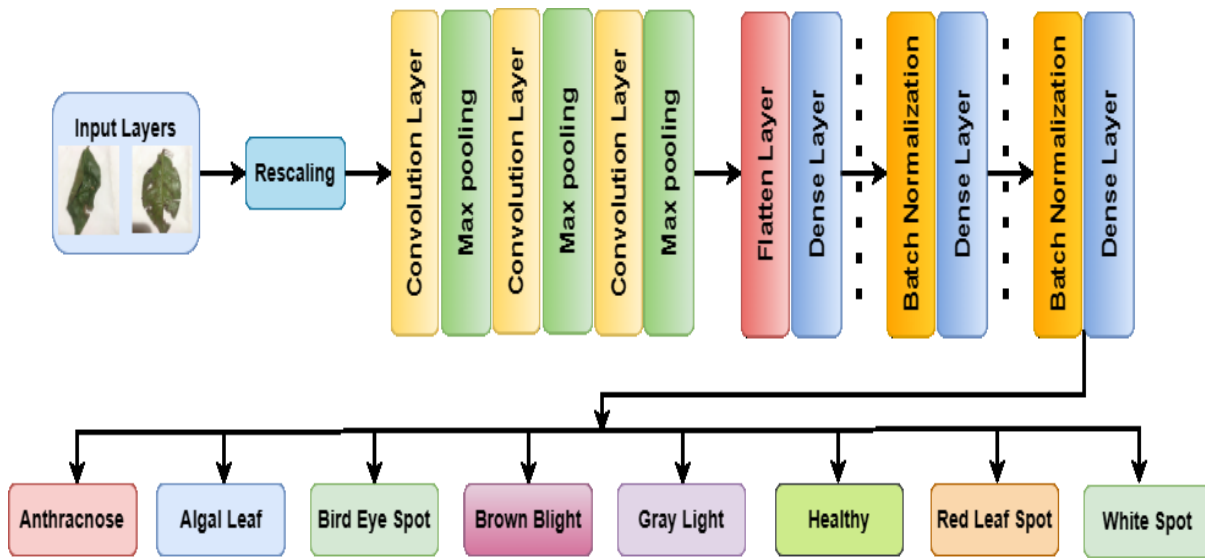 Input Layers
Rescaling
Convolution Layer
Max pooling
Convolution Layer
Max pooling
Convolution Layer
Max pooling
Flatten Layer
Dense Layer
Batch Normalization
Dense Layer
Batch Normalization
Dense Layer
Anthracnose
Algal Leaf
Bird Eye Spot
Brown Blight
Gray Light
Healthy
Red Leaf Spot
White Spot